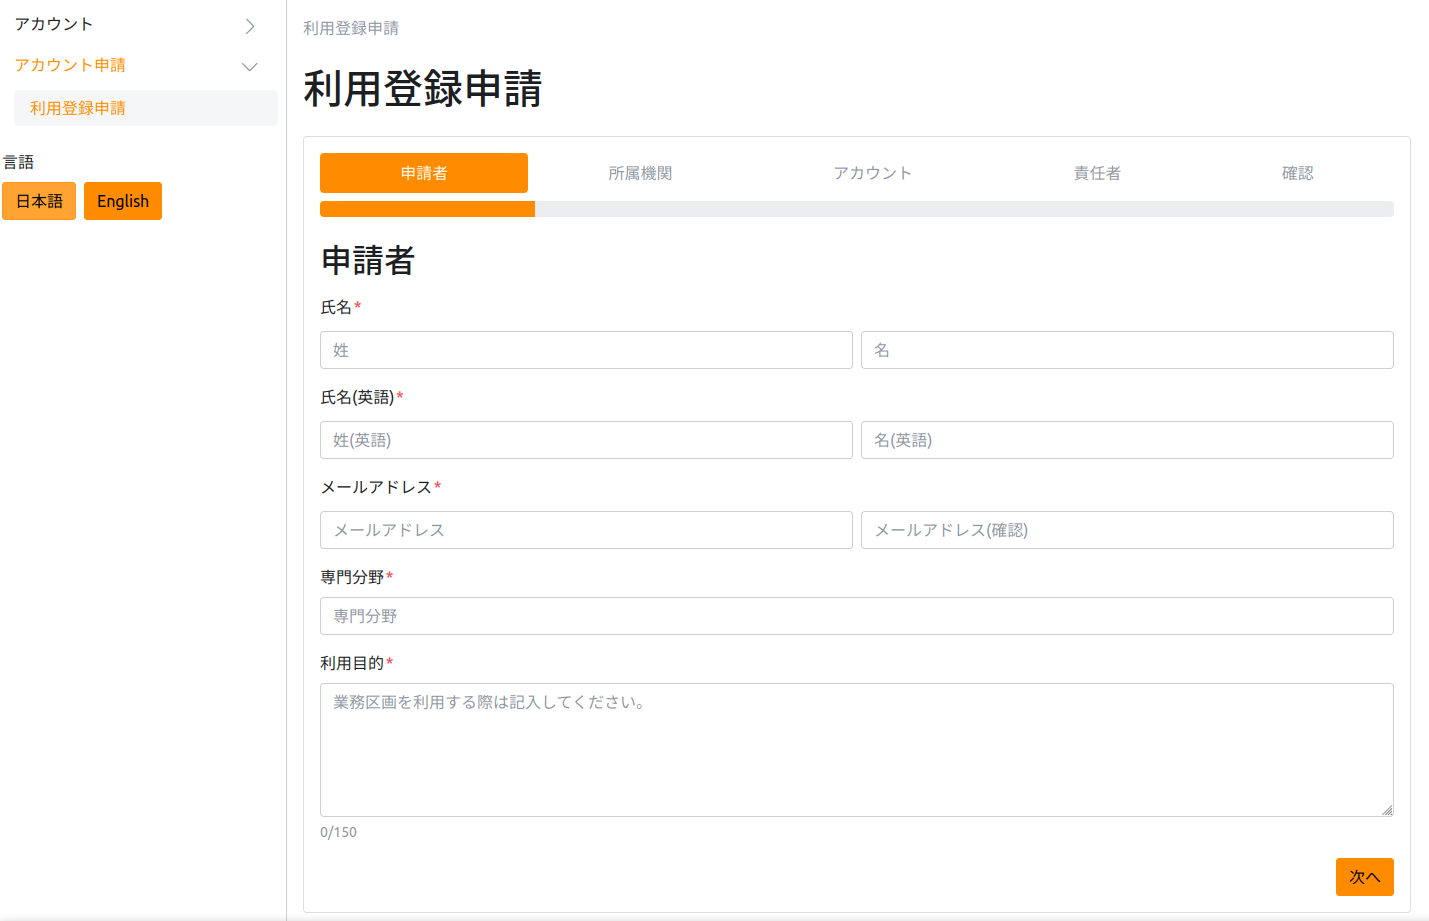 アカウント
アカウント申請
利用登録申請
言語
日本語 English
利用登録申請
利用登録申請
申請者 所属機関 アカウント 責任者 確認
申請者
氏名*
姓 名
氏名(英語)*
姓(英語) 名(英語)
メールアドレス*
メールアドレス メールアドレス(確認)
専門分野*
専門分野
利用目的*
業務区画を利用する際は記入してください。
0/150
次へ